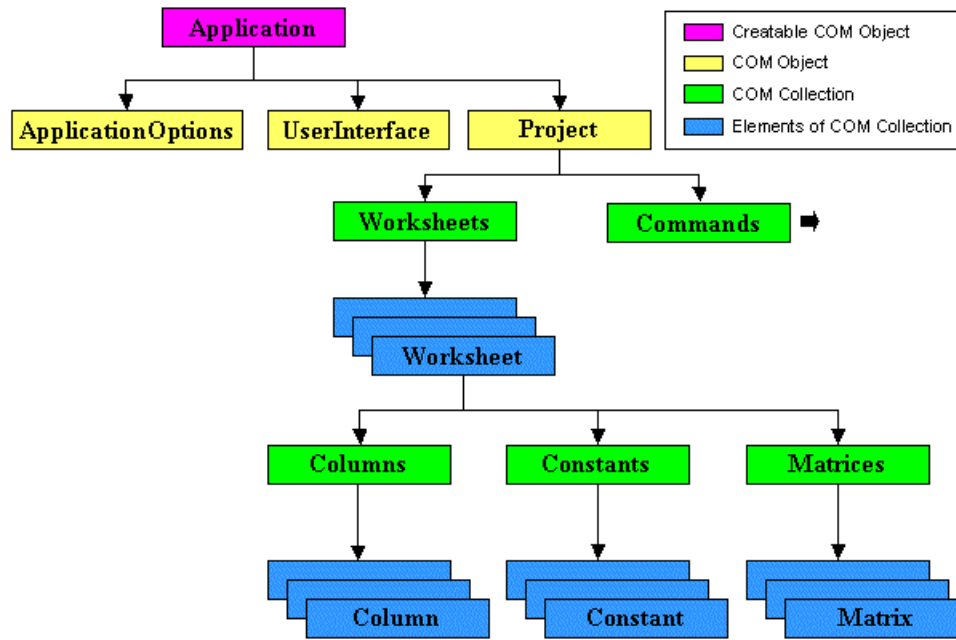 Application
Creatable COM Object
COM Object
COM Collection
Elements of COM Collection
ApplicationOptions
UserInterface
Project
Worksheets
Commands
Worksheet
Columns
Constants
Matrices
Column
Constant
Matrix